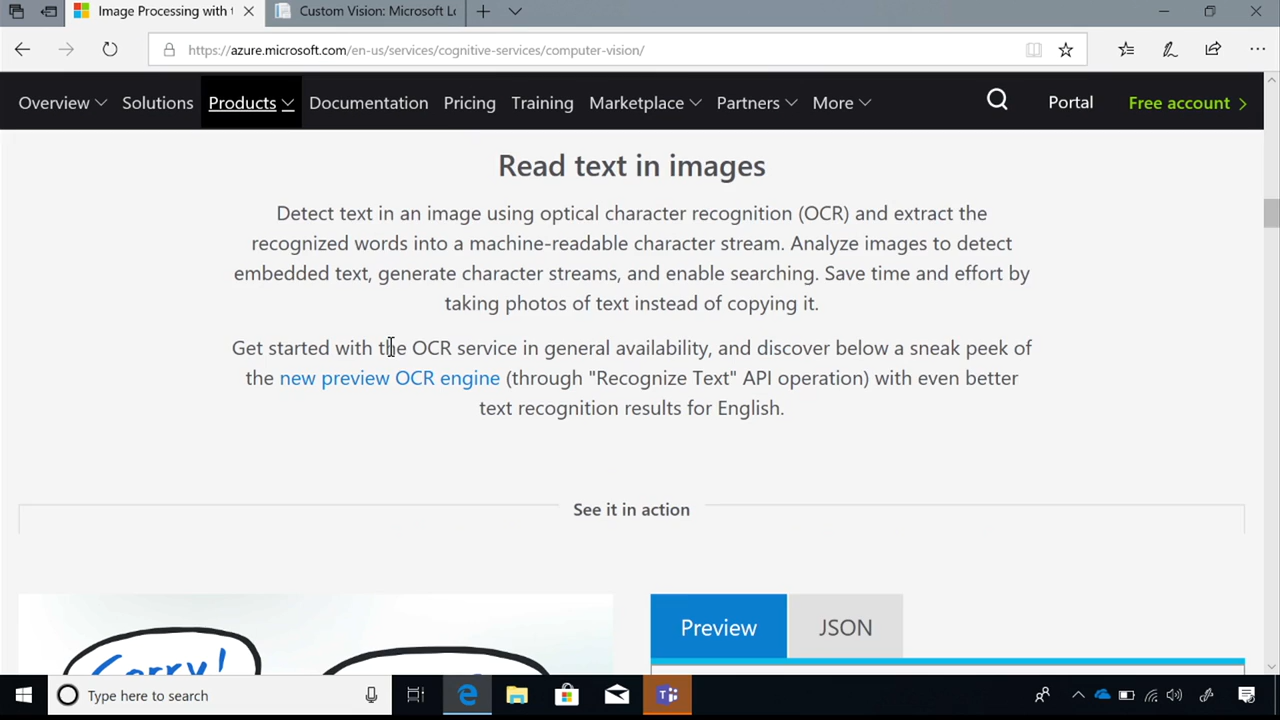 Image Processing with t
Custom Vision: Microsoft Lo
https://azure.microsoft.com/en-us/services/cognitive-services/computer-vision/
Overview Solutions Products Documentation Pricing Training Marketplace Partners More Portal Free account
Read text in images
Detect text in an image using optical character recognition (OCR) and extract the
recognized words into a machine-readable character stream. Analyze images to detect
embedded text, generate character streams, and enable searching. Save time and effort by
taking photos of text instead of copying it.
Get started with the OCR service in general availability, and discover below a sneak peek of
the new preview OCR engine (through "Recognize Text" API operation) with even better
text recognition results for English.
See it in action
Sorry!
Preview JSON
Type here to search